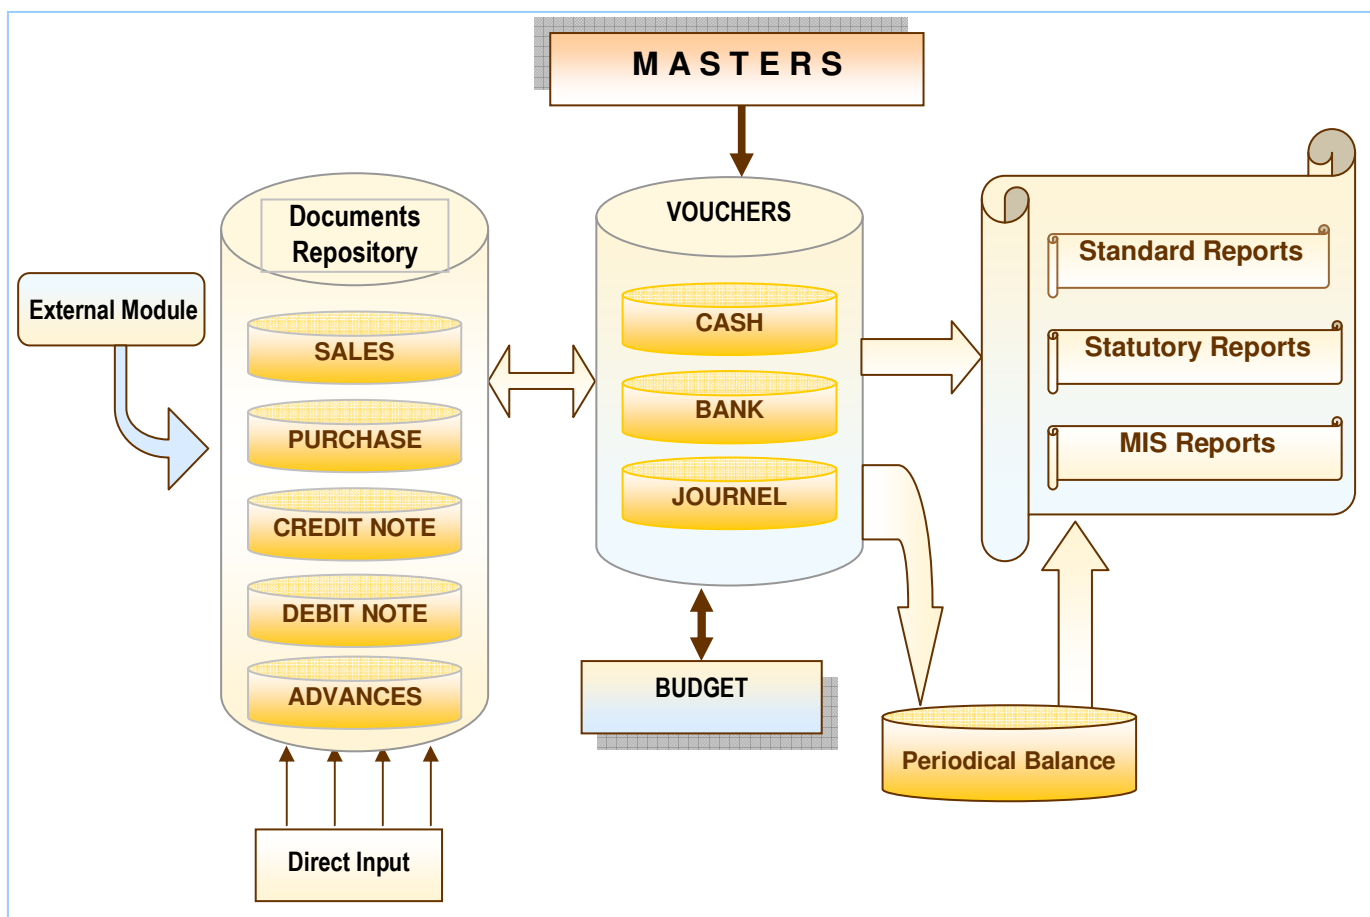 M A S T E R S
Documents
Repository
External Module
SALES
PURCHASE
CREDIT NOTE
DEBIT NOTE
ADVANCES
Direct Input
VOUCHERS
CASH
BANK
JOURNEL
BUDGET
Standard Reports
Statutory Reports
MIS Reports
Periodical Balance